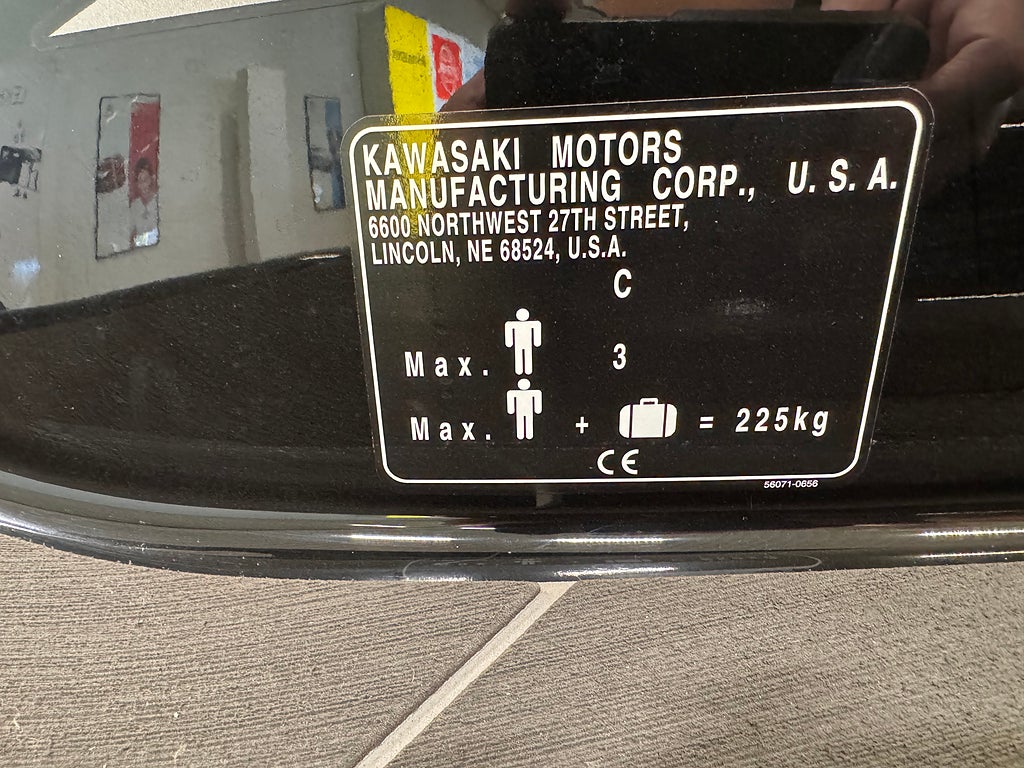 KAWASAKI MOTORS
MANUFACTURING CORP., U.S.A.
6600 NORTHWEST 27TH STREET,
LINCOLN, NE 68524, U.S.A.
C
Max. 3
Max. + = 225kg
CE
56071-0656